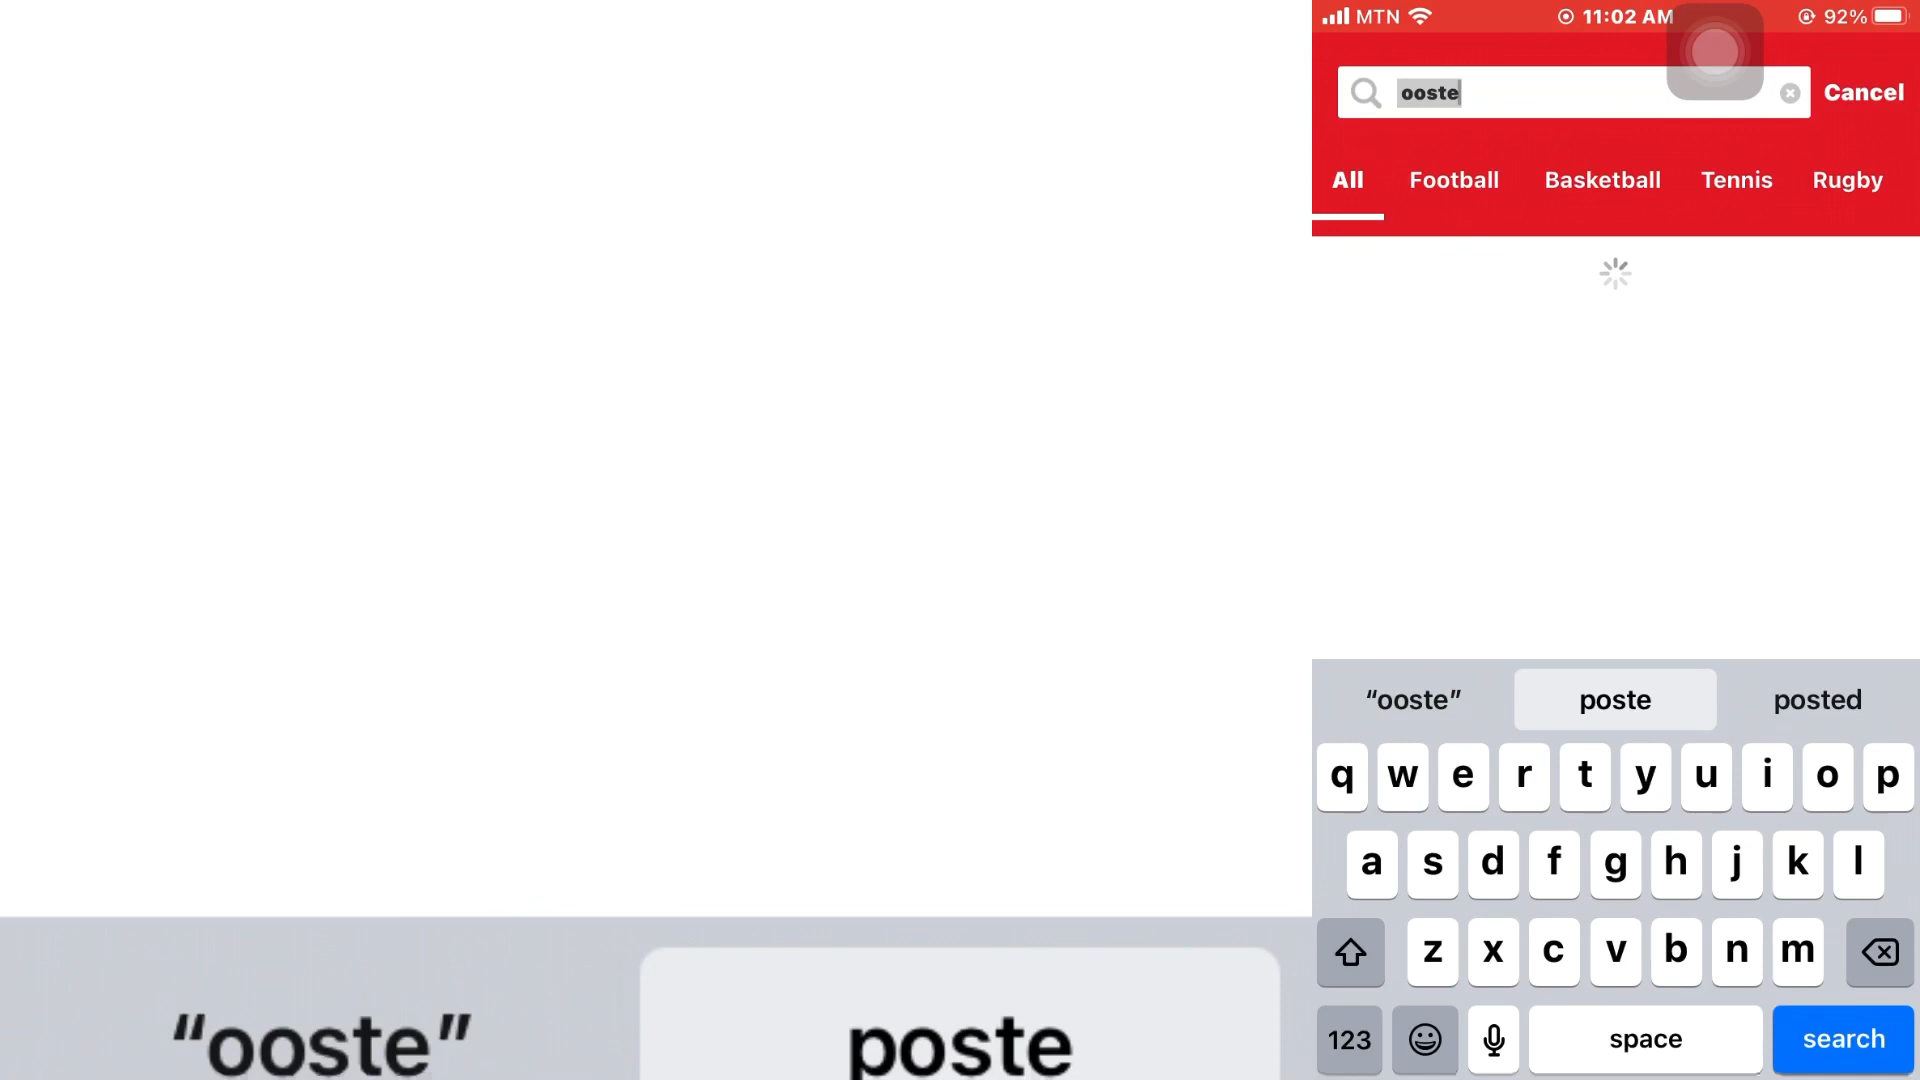 MTN 11:02 AM 92%
ooste Cancel
All Football Basketball Tennis Rugby
“ooste” poste posted
q w e r t y u i o p
a s d f g h j k l
z x c v b n m
123 space search
“ooste” poste